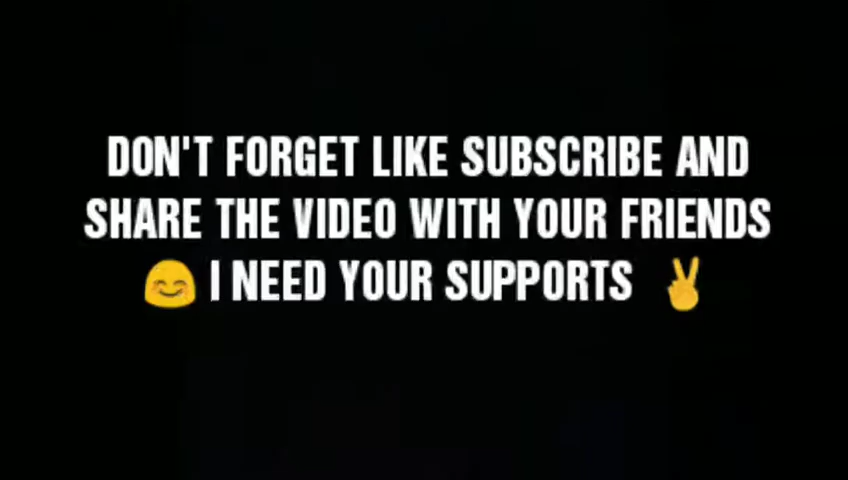 DON'T FORGET LIKE SUBSCRIBE AND
SHARE THE VIDEO WITH YOUR FRIENDS
😊 I NEED YOUR SUPPORTS ✌